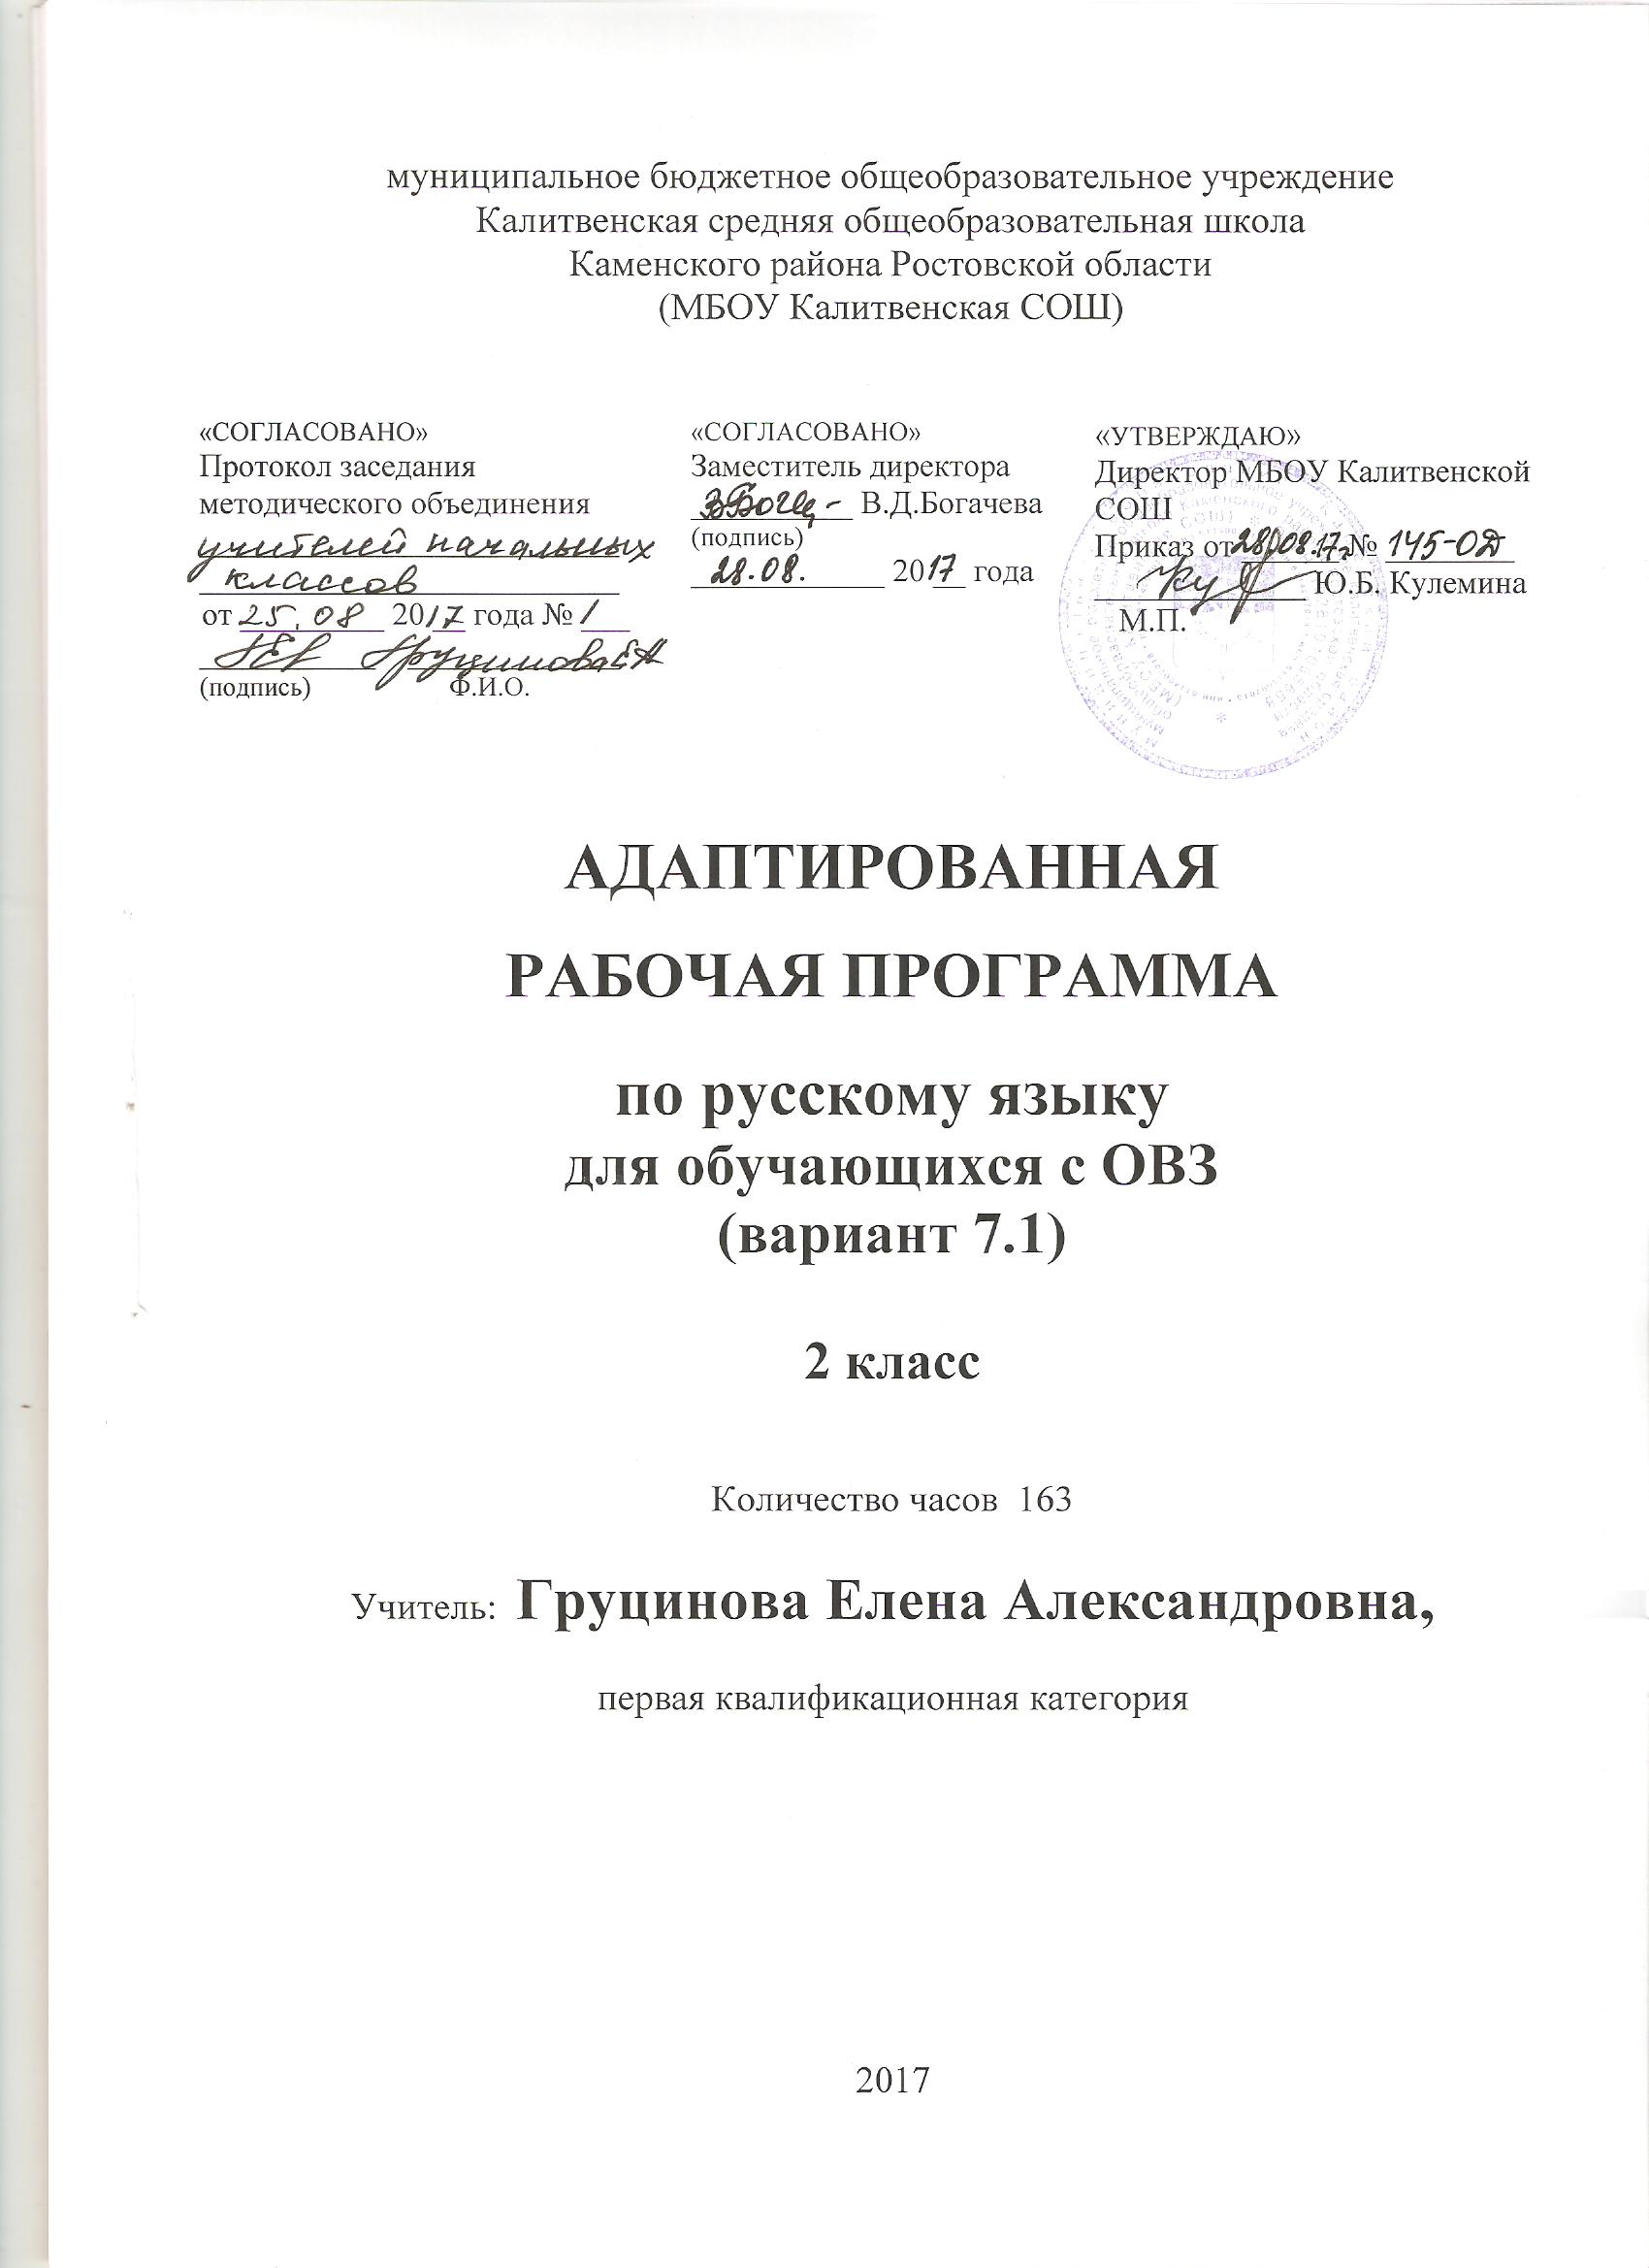 муниципальное бюджетное общеобразовательное учреждение
Калитвенская средняя общеобразовательная школа
Каменского района Ростовской области
(МБОУ Калитвенская СОШ)
«СОГЛАСОВАНО»
Протокол заседания
методического объединения
учителей начальных
классов
от 25.08 2017 года № 1
Груцинова ЕА
(подпись) Ф.И.О.
«СОГЛАСОВАНО»
Заместитель директора
В.Д.Богачева
(подпись)
28.08. 2017 года
«УТВЕРЖДАЮ»
Директор МБОУ Калитвенской
СОШ
Приказ от 28.08.17г № 145-ОД
Ю.Б. Кулемина
М.П.
АДАПТИРОВАННАЯ
РАБОЧАЯ ПРОГРАММА
по русскому языку
для обучающихся с ОВЗ
(вариант 7.1)
2 класс
Количество часов 163
Учитель: Груцинова Елена Александровна,
первая квалификационная категория
2017